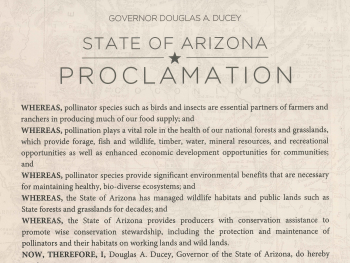 GOVERNOR DOUGLAS A. DUCEY
STATE OF ARIZONA
PROCLAMATION
WHEREAS, pollinator species such as birds and insects are essential partners of farmers and
ranchers in producing much of our food supply; and
WHEREAS, pollination plays a vital role in the health of our national forests and grasslands,
which provide forage, fish and wildlife, timber, water, mineral resources, and recreational
opportunities as well as enhanced economic development opportunities for communities;
and
WHEREAS, pollinator species provide significant environmental benefits that are necessary
for maintaining healthy, bio-diverse ecosystems; and
WHEREAS, the State of Arizona has managed wildlife habitats and public lands such as
State forests and grasslands for decades; and
WHEREAS, the State of Arizona provides producers with conservation assistance to
promote wise conservation stewardship, including the protection and maintenance of
pollinators and their habitats on working lands and wild lands.
NOW, THEREFORE, I, Douglas A. Ducey, Governor of the State of Arizona, do hereby